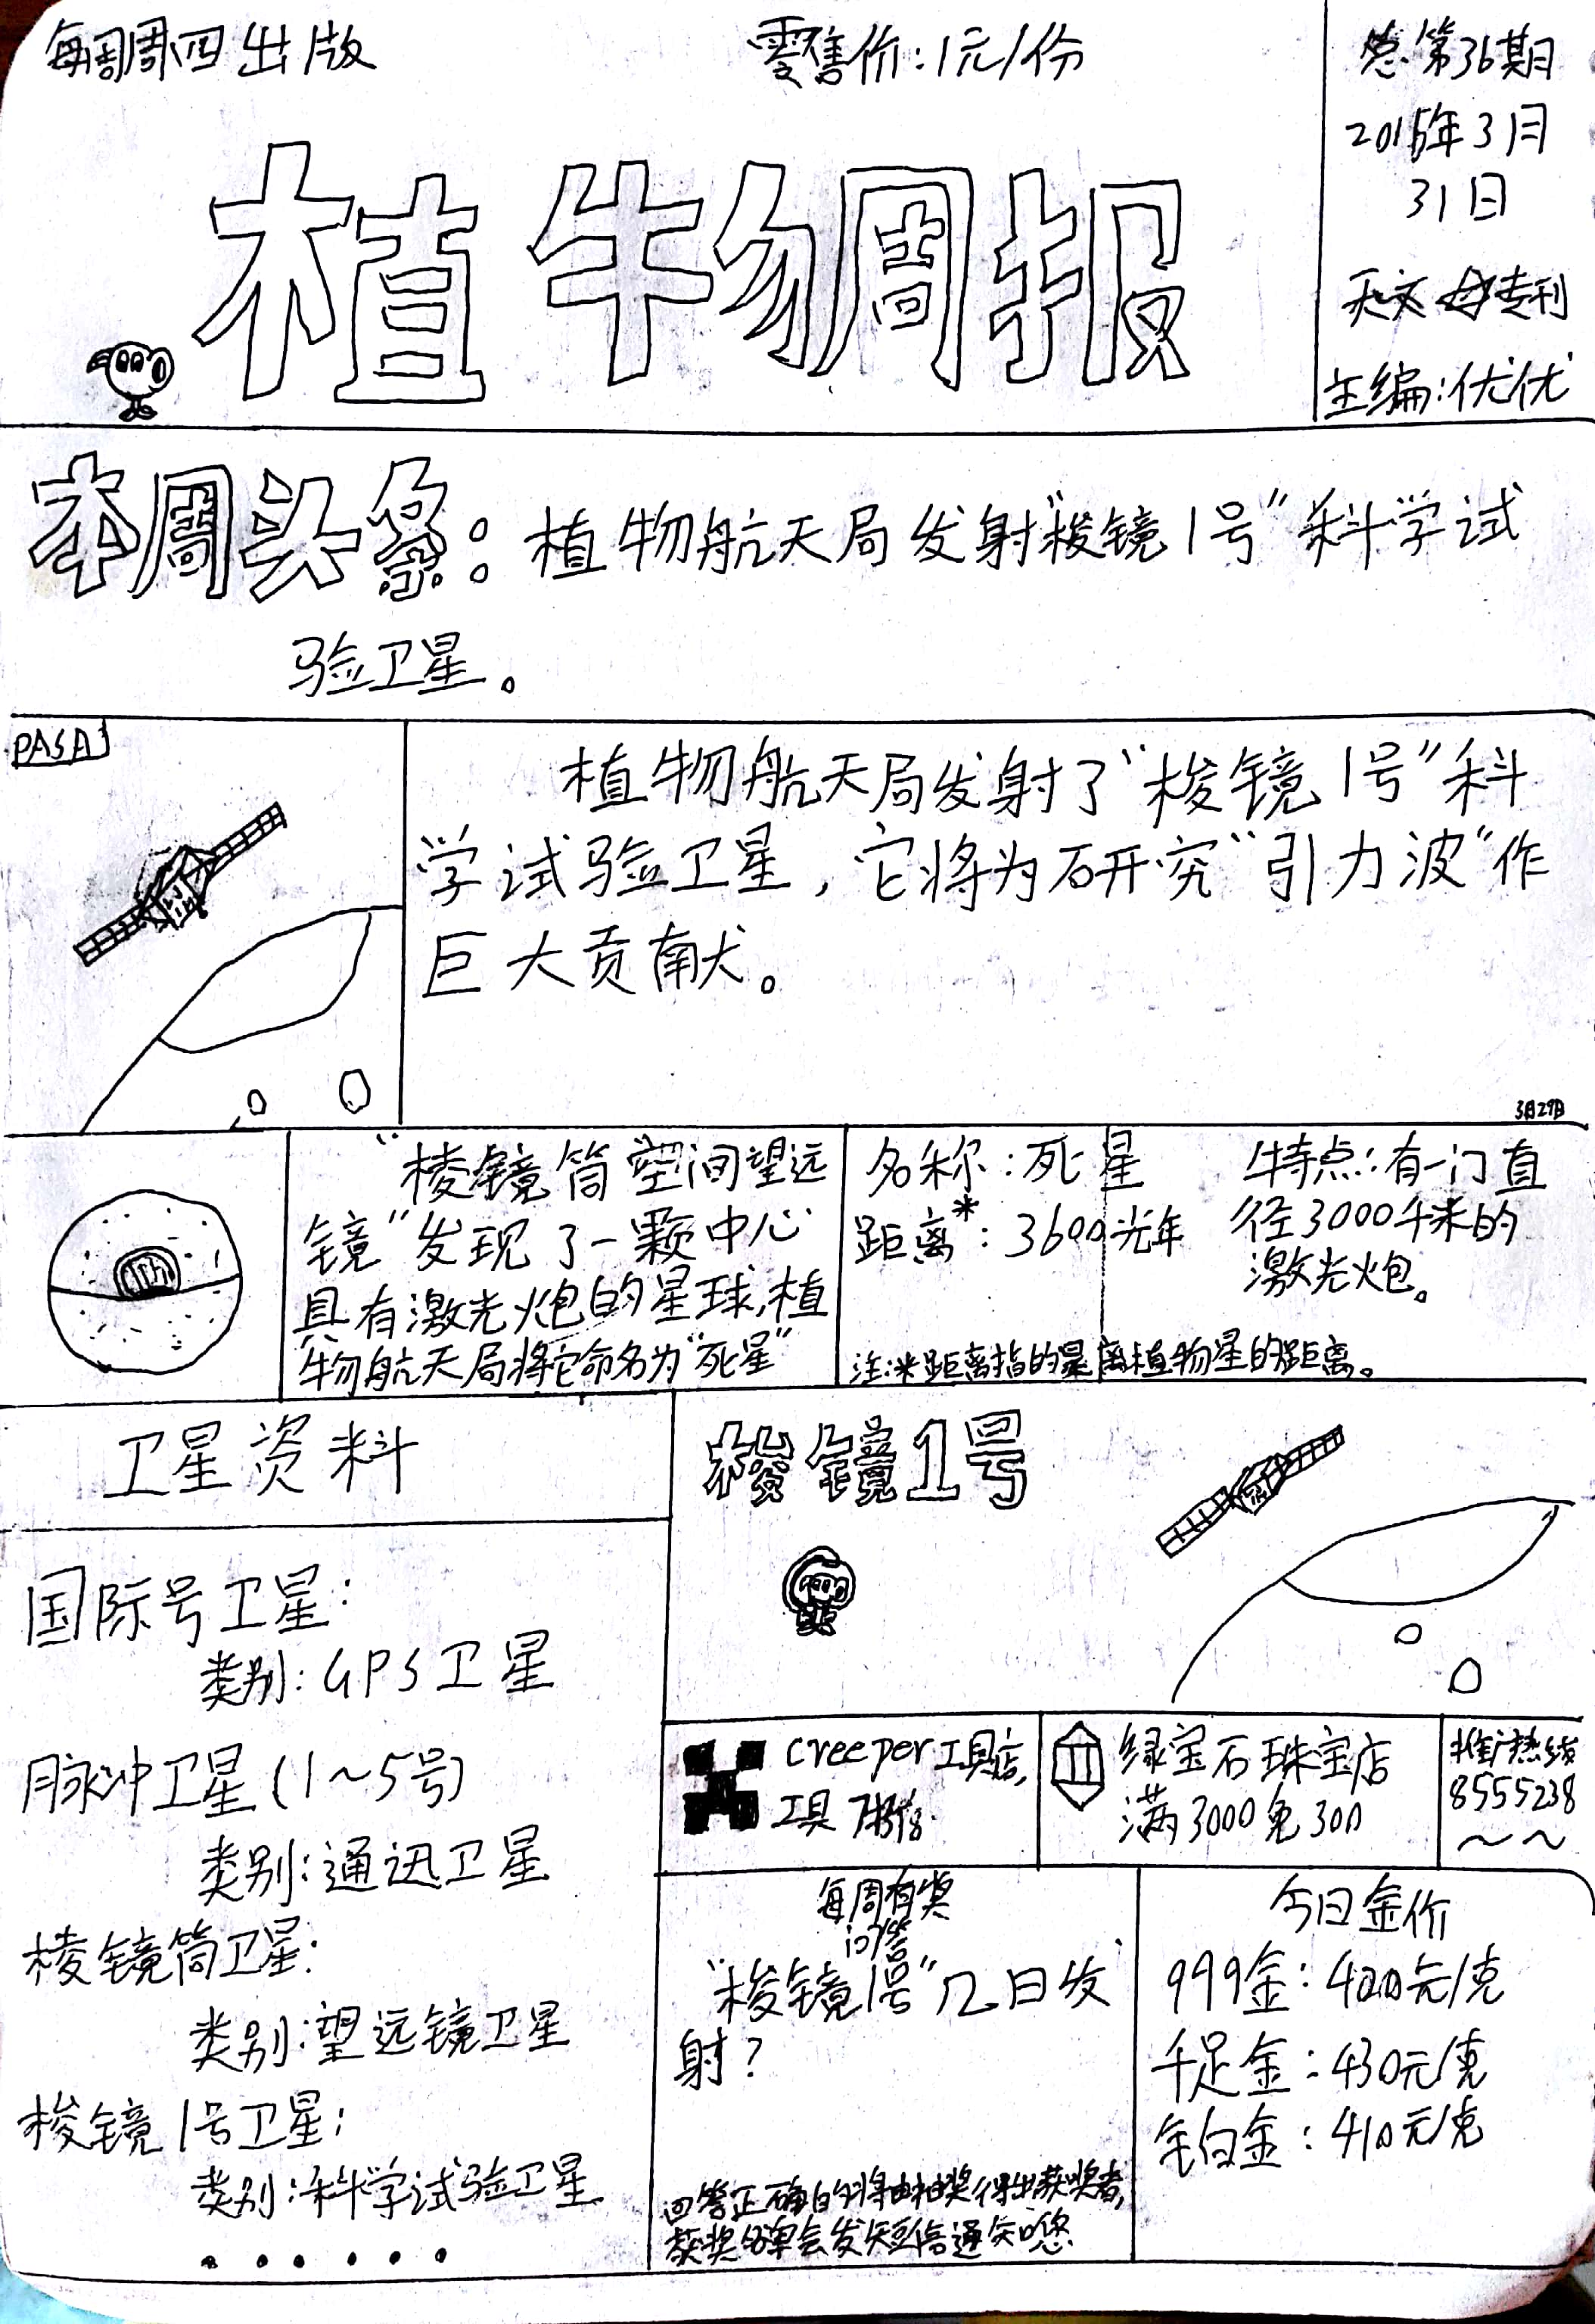 每周周四出版
零售价:1元/份
总第36期
2016年3月
31日
天文专刊
主编:优优
植物周报
本周头条:植物航天局发射“梭镜1号”科学试
验卫星。
PASA
植物航天局发射了“梭镜1号”科
学试验卫星,它将为研究“引力波”作
巨大贡献。
3月29日
“棱镜筒空间望远
镜”发现了一颗中心
具有激光炮的星球,植
物航天局将它命名为“死星”
名称:死星
距离*:3600光年
特点:有一门直
径3000千米的
激光炮。
注:*距离指的是离植物星的距离。
卫星资料
国际号卫星:
类别:GPS卫星
脉冲卫星(1~5号)
类别:通迅卫星
棱镜筒卫星:
类别:望远镜卫星
梭镜1号卫星:
类别:科学试验卫星
......
梭镜1号
creeper工具店,
工具7折
绿宝石珠宝店
满3000免300
推广热线
8555238
~~
每周有奖
问答
“梭镜1号”几日发
射?
回答正确的将抽奖得出获奖者,
获奖名单会发短信通知您
今日金价
999金:400元/克
千足金:430元/克
白金:410元/克